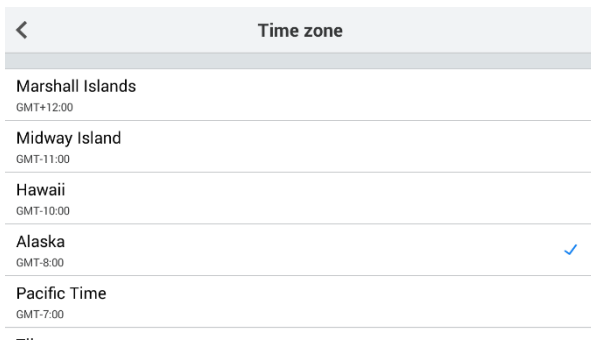 Time zone
Marshall Islands
GMT+12:00
Midway Island
GMT-11:00
Hawaii
GMT-10:00
Alaska
GMT-8:00
Pacific Time
GMT-7:00